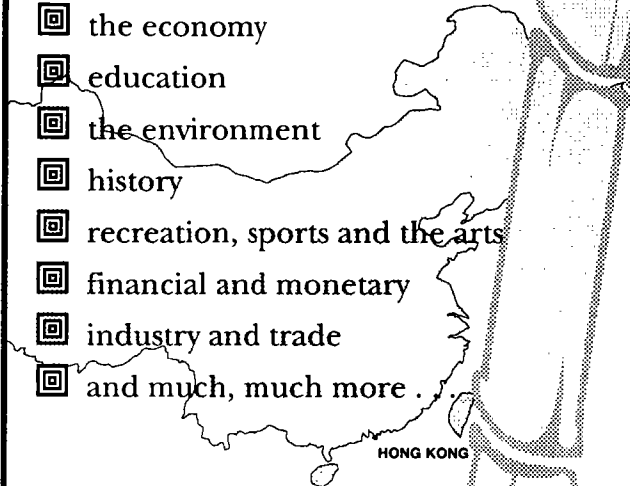 the economy
education
the environment
history
recreation, sports and the arts
financial and monetary
industry and trade
and much, much more . . .
HONG KONG